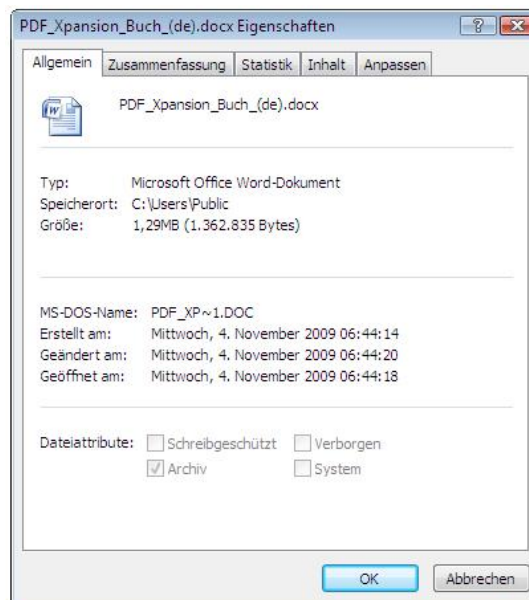 PDF_Xpansion_Buch_(de).docx Eigenschaften
Allgemein Zusammenfassung Statistik Inhalt Anpassen
PDF_Xpansion_Buch_(de).docx
Typ: Microsoft Office Word-Dokument
Speicherort: C:\Users\Public
Größe: 1,29MB (1.362.835 Bytes)
MS-DOS-Name: PDF_XP~1.DOC
Erstellt am: Mittwoch, 4. November 2009 06:44:14
Geändert am: Mittwoch, 4. November 2009 06:44:20
Geöffnet am: Mittwoch, 4. November 2009 06:44:18
Dateiattribute: Schreibgeschützt Verborgen
Archiv System
OK Abbrechen